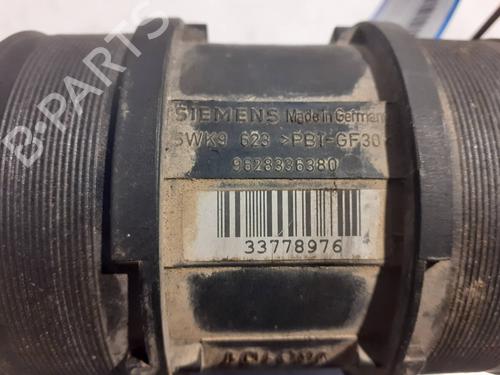 SIEMENS Made in Germany
5WK9 623 >PBT-GF30<
9628336380
33778976
B-PARTS